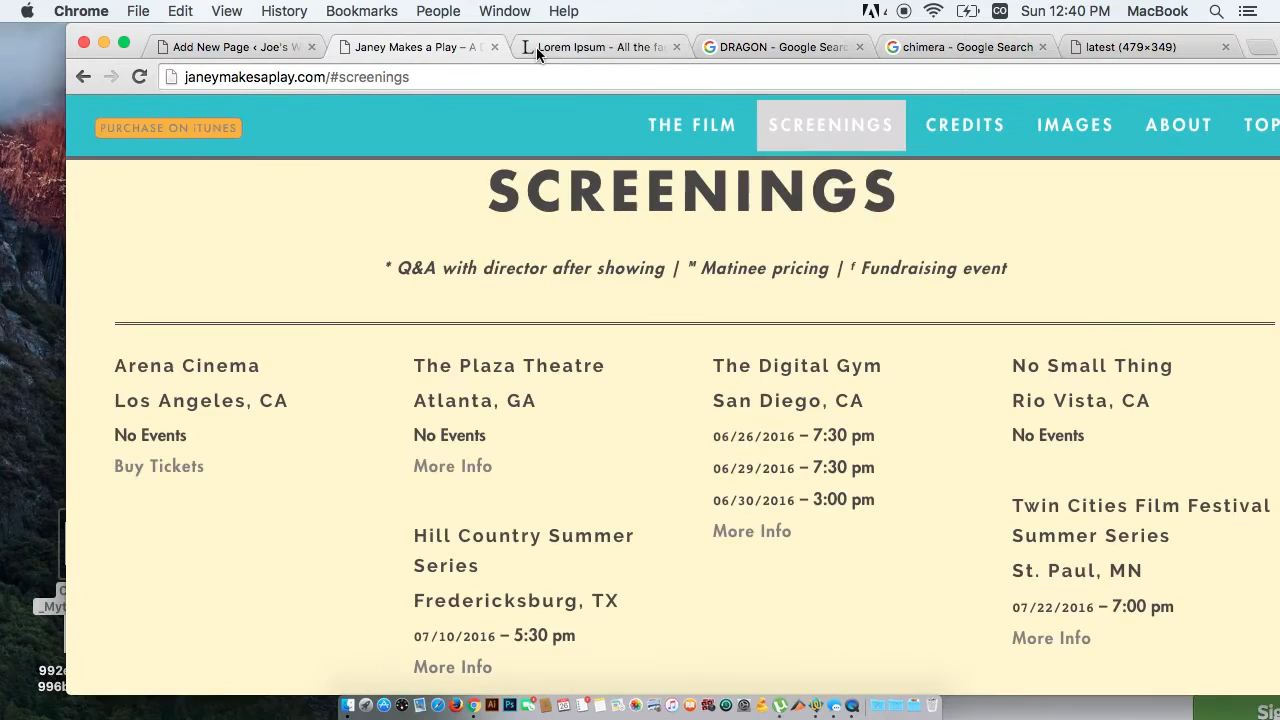 Chrome File Edit View History Bookmarks People Window Help Sun 12:40 PM MacBook
Add New Page ‹ Joe's W Janey Makes a Play – A D Lorem Ipsum - All the fa DRAGON - Google Searc chimera - Google Search latest (479×349)
janeymakesaplay.com/#screenings
PURCHASE ON iTUNES THE FILM SCREENINGS CREDITS IMAGES ABOUT TOP
SCREENINGS
* Q&A with director after showing | ᴹ Matinee pricing | ᶠ Fundraising event
Arena Cinema
Los Angeles, CA
No Events
Buy Tickets
The Plaza Theatre
Atlanta, GA
No Events
More Info
Hill Country Summer
Series
Fredericksburg, TX
07/10/2016 – 5:30 pm
More Info
The Digital Gym
San Diego, CA
06/26/2016 – 7:30 pm
06/29/2016 – 7:30 pm
06/30/2016 – 3:00 pm
More Info
No Small Thing
Rio Vista, CA
No Events
Twin Cities Film Festival
Summer Series
St. Paul, MN
07/22/2016 – 7:00 pm
More Info
_Myt
992
996b